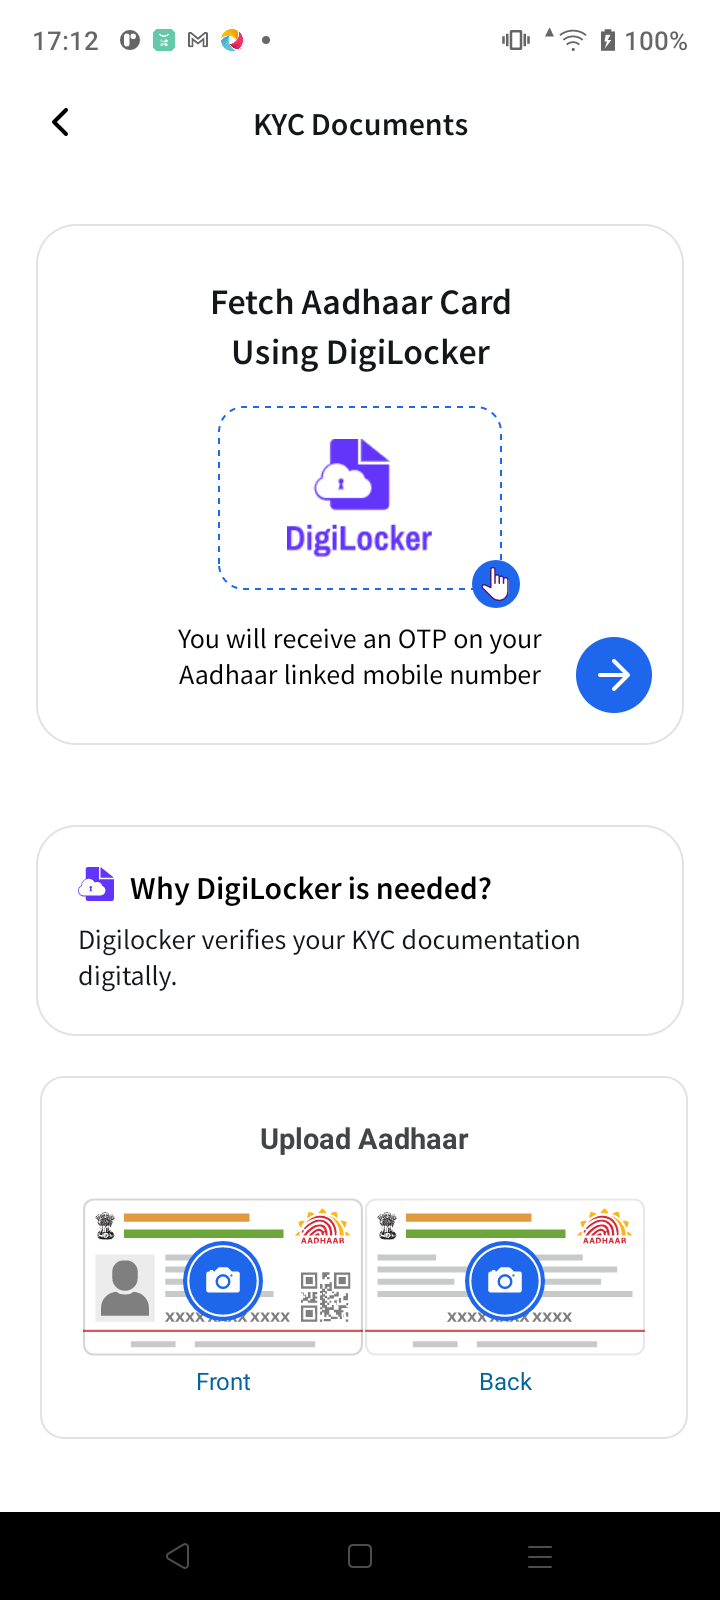 17:12
100%
KYC Documents
Fetch Aadhaar Card
Using DigiLocker
DigiLocker
You will receive an OTP on your
Aadhaar linked mobile number
Why DigiLocker is needed?
Digilocker verifies your KYC documentation
digitally.
Upload Aadhaar
AADHAAR
AADHAAR
XXXX XXXX XXXX
XXXX XXXX XXXX
Front
Back